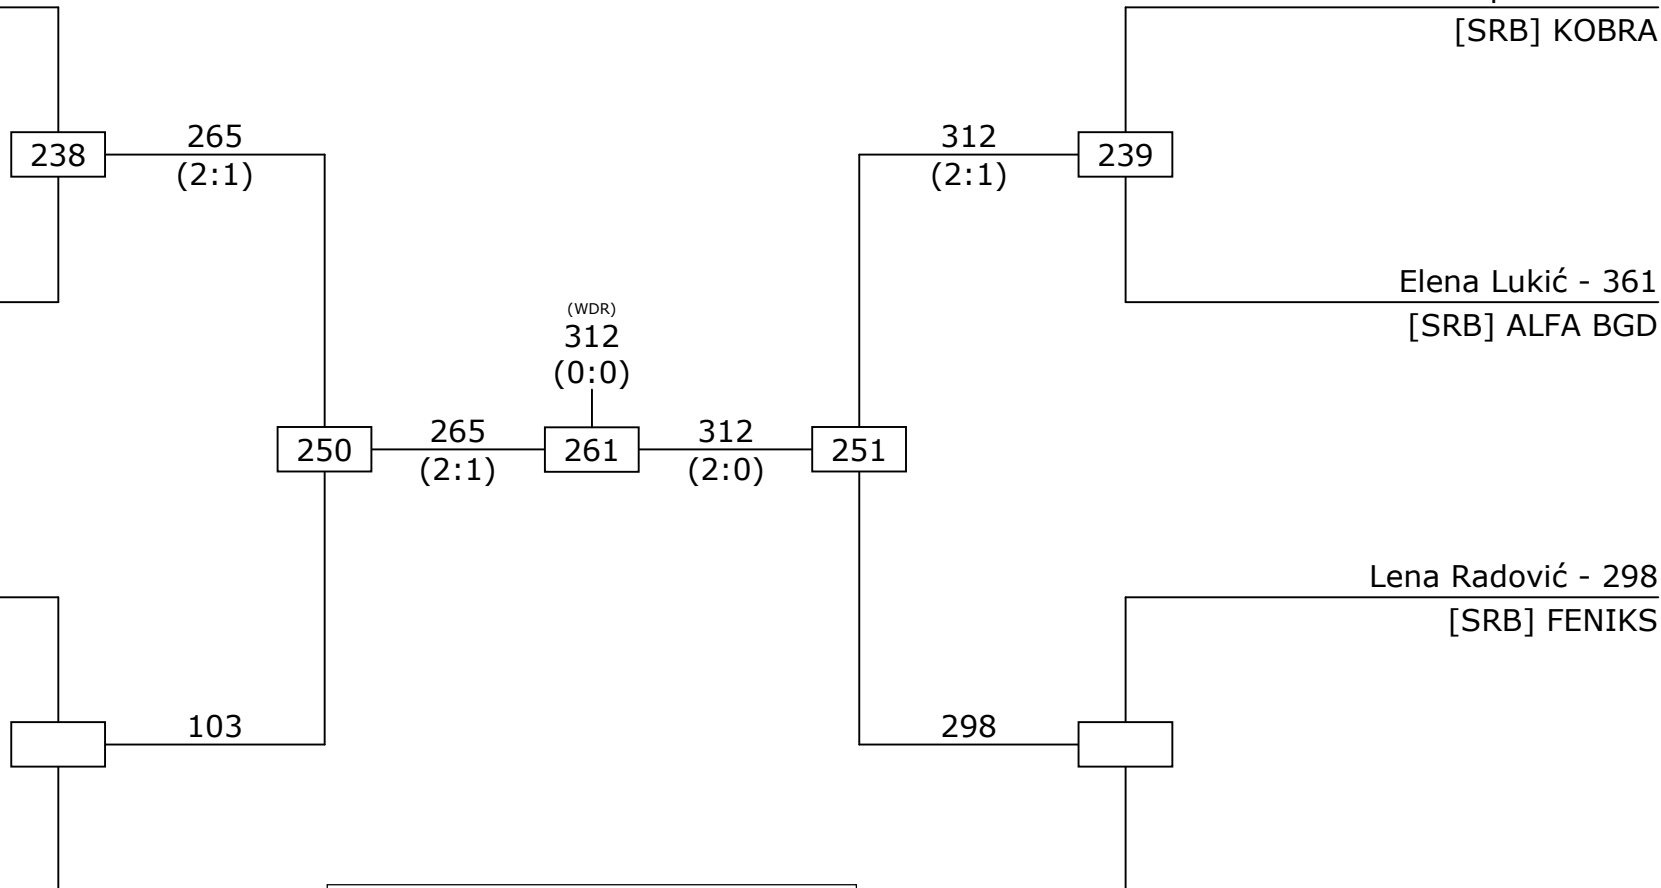 [SRB] KOBRA
265
312
238
239
(2:1)
(2:1)
Elena Lukić - 361
(WDR)
312
[SRB] ALFA BGD
(0:0)
265
312
250
261
251
(2:1)
(2:0)
Lena Radović - 298
[SRB] FENIKS
103
298